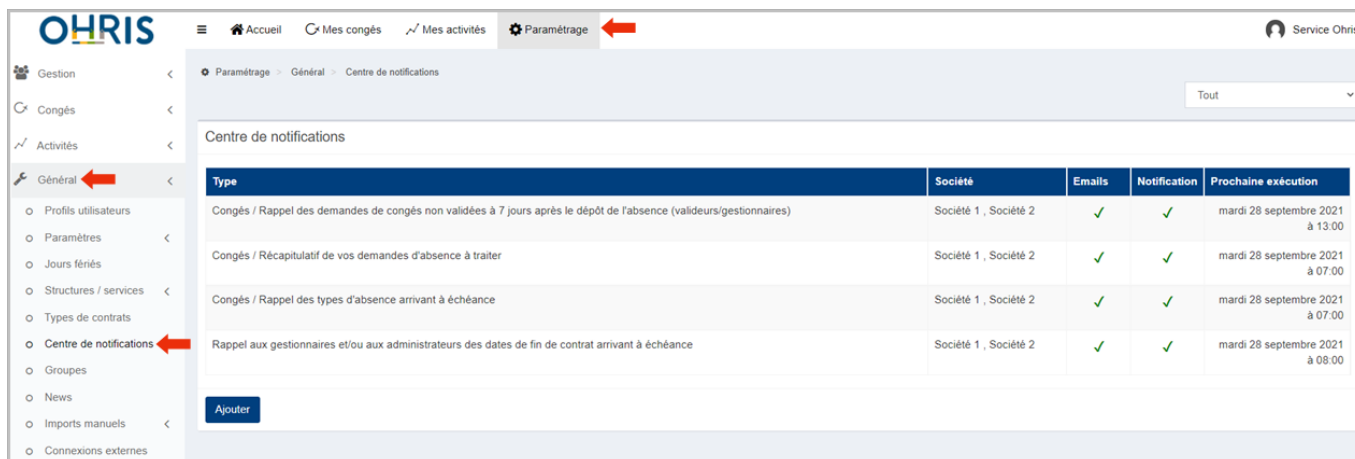 OHRIS
Accueil
Mes congés
Mes activités
Paramétrage
Service Ohris
Gestion
Congés
Activités
Général
Profils utilisateurs
Paramètres
Jours fériés
Structures / services
Types de contrats
Centre de notifications
Groupes
News
Imports manuels
Connexions externes
Paramétrage > Général > Centre de notifications
Tout
Centre de notifications
Type Société Emails Notification Prochaine exécution
Congés / Rappel des demandes de congés non validées à 7 jours après le dépôt de l'absence (valideurs/gestionnaires) Société 1 , Société 2 ✓ ✓ mardi 28 septembre 2021
à 13:00
Congés / Récapitulatif de vos demandes d'absence à traiter Société 1 , Société 2 ✓ ✓ mardi 28 septembre 2021
à 07:00
Congés / Rappel des types d'absence arrivant à échéance Société 1 , Société 2 ✓ ✓ mardi 28 septembre 2021
à 07:00
Rappel aux gestionnaires et/ou aux administrateurs des dates de fin de contrat arrivant à échéance Société 1 , Société 2 ✓ ✓ mardi 28 septembre 2021
à 08:00
Ajouter